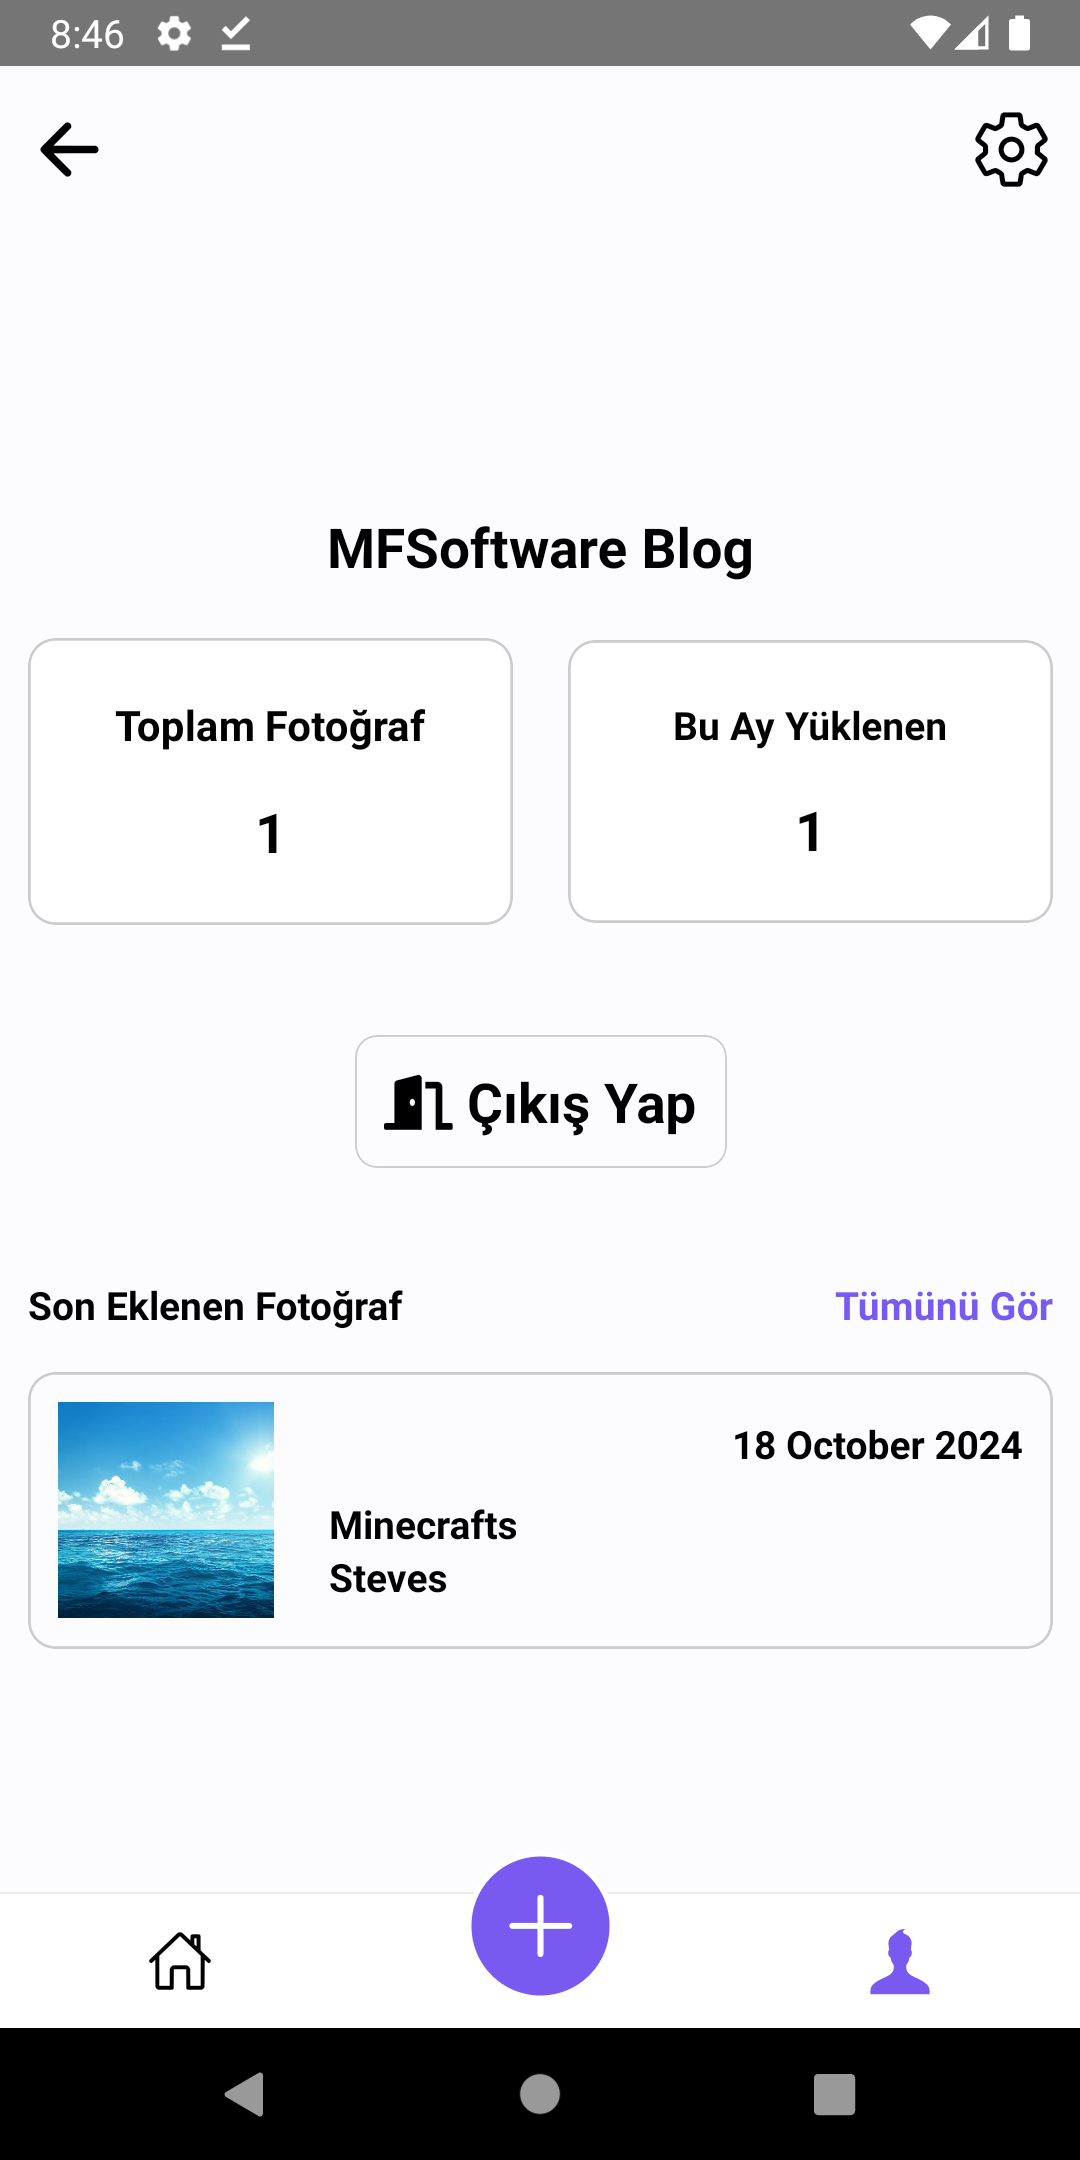 8:46
MFSoftware Blog
Toplam Fotoğraf
Bu Ay Yüklenen
1
1
Çıkış Yap
Son Eklenen Fotoğraf
Tümünü Gör
18 October 2024
Minecrafts
Steves